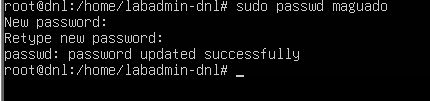 root@dnl:/home/labadmin-dnl# sudo passwd maguado
New password:
Retype new password:
passwd: password updated successfully
root@dnl:/home/labadmin-dnl# _